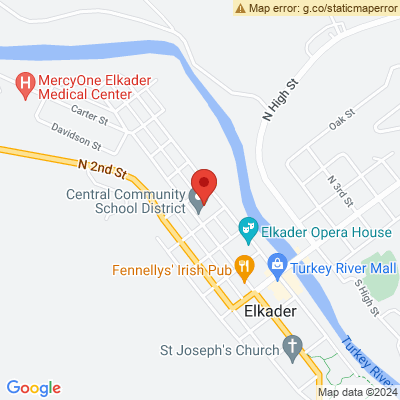 Map error: g.co/staticmaperror
MercyOne Elkader
Medical Center
Carter St
Davidson St
N High St
Oak St
N 2nd St
N 3rd St
Central Community
School District
Elkader Opera House
Fennellys' Irish Pub
Turkey River Mall
S High St
Elkader
St Joseph's Church
Turkey River
Google
Map data ©2024